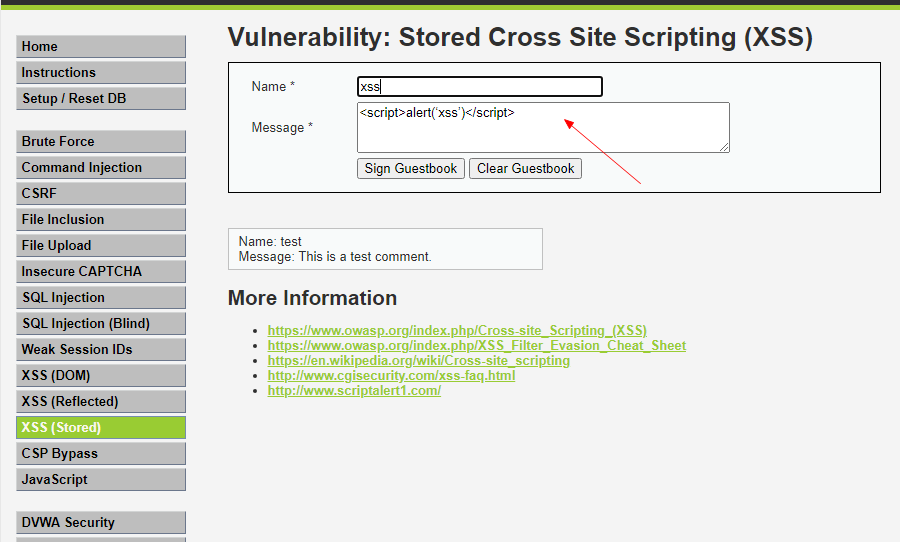 Home
Instructions
Setup / Reset DB
Brute Force
Command Injection
CSRF
File Inclusion
File Upload
Insecure CAPTCHA
SQL Injection
SQL Injection (Blind)
Weak Session IDs
XSS (DOM)
XSS (Reflected)
XSS (Stored)
CSP Bypass
JavaScript
DVWA Security
Vulnerability: Stored Cross Site Scripting (XSS)
Name * xss
Message * <script>alert(‘xss’)</script>
Sign Guestbook Clear Guestbook
Name: test
Message: This is a test comment.
More Information
• https://www.owasp.org/index.php/Cross-site_Scripting_(XSS)
• https://www.owasp.org/index.php/XSS_Filter_Evasion_Cheat_Sheet
• https://en.wikipedia.org/wiki/Cross-site_scripting
• http://www.cgisecurity.com/xss-faq.html
• http://www.scriptalert1.com/